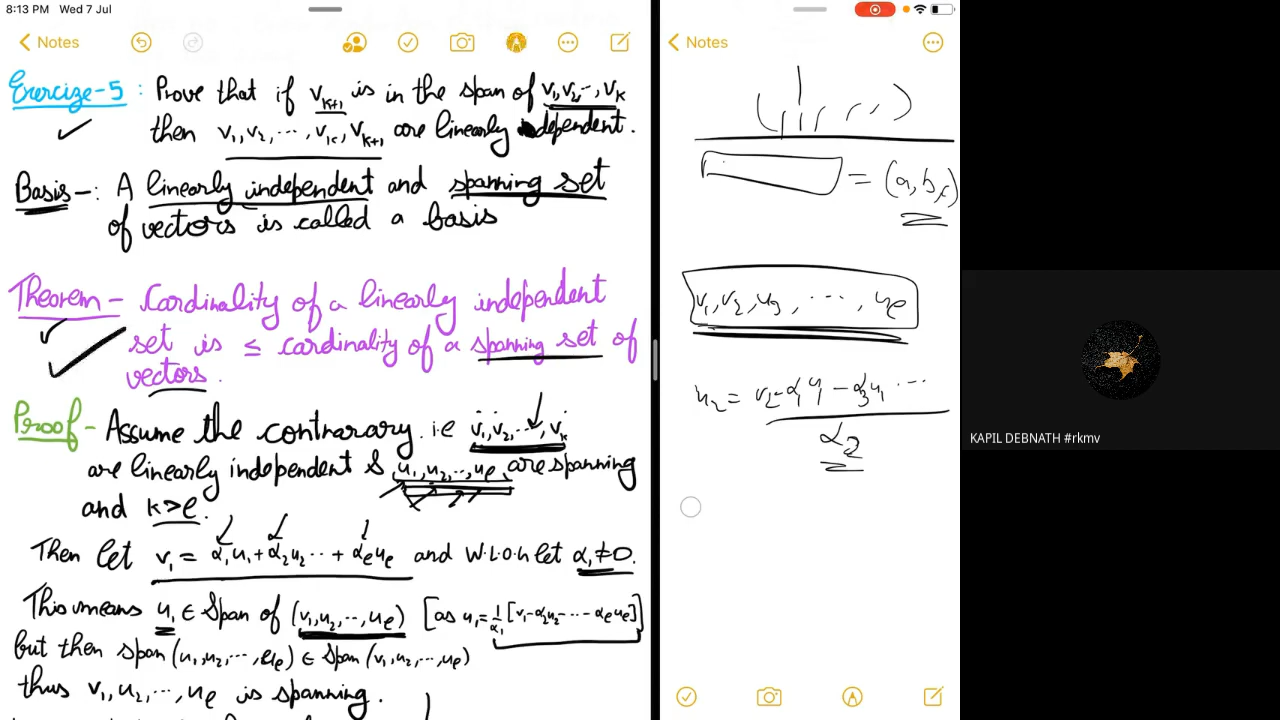 8:13 PM Wed 7 Jul
Notes
Exercize-5 : Prove that if vₖ₊₁ is in the span of v₁,v₂,..,vₖ
then v₁,v₂,...,vₖ,vₖ₊₁ are linearly dependent.
Basis-: A linearly independent and spanning set
of vectors is called a basis
Theorem- Cardinality of a linearly independent
set is ≤ cardinality of a spanning set of
vectors.
Proof- Assume the contrarary. i.e v₁,v₂,..,vₖ
are linearly independent & u₁,u₂,..,uₑ are spanning
and k>e.
Then let v₁ = α₁u₁+α₂u₂..+αₑuₑ and W.L.O.G let α₁≠0.
This means u₁ ∈ Span of (v₁,u₂,..,uₑ) [as u₁=1/α₁[v₁-α₂u₂-...-αₑuₑ]]
but then span(u₁,u₂,...,uₑ) ∈ Span(v₁,u₂,...,uₑ)
thus v₁,u₂,...,uₑ is spanning.
Notes
= (a,b,c)
v₁,v₂,u₃, ...,uₑ
u₂ = v₂-α₁v₁-α₃u₁ ...
α₂
KAPIL DEBNATH #rkmv